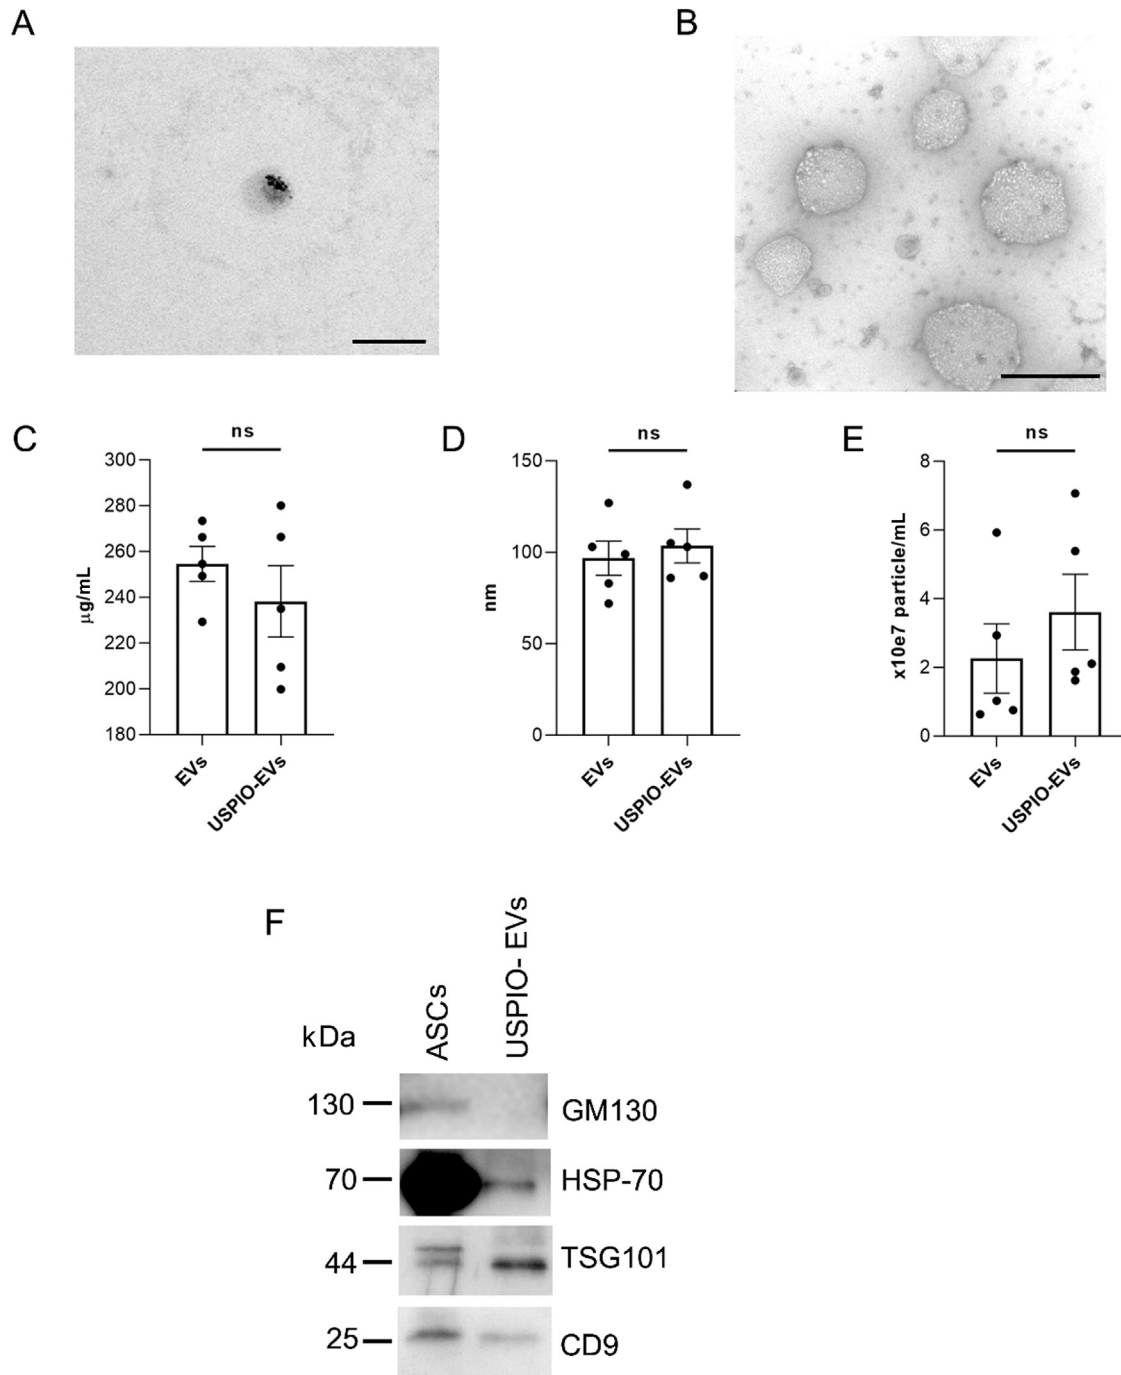 A
B
C
ns
300
280
260
240
220
200
180
µg/mL
EVs
USPIO-EVs
D
ns
150
100
50
0
nm
EVs
USPIO-EVs
E
ns
8
6
4
2
0
x10e7 particle/mL
EVs
USPIO-EVs
F
kDa
ASCs
USPIO- EVs
130
GM130
70
HSP-70
44
TSG101
25
CD9